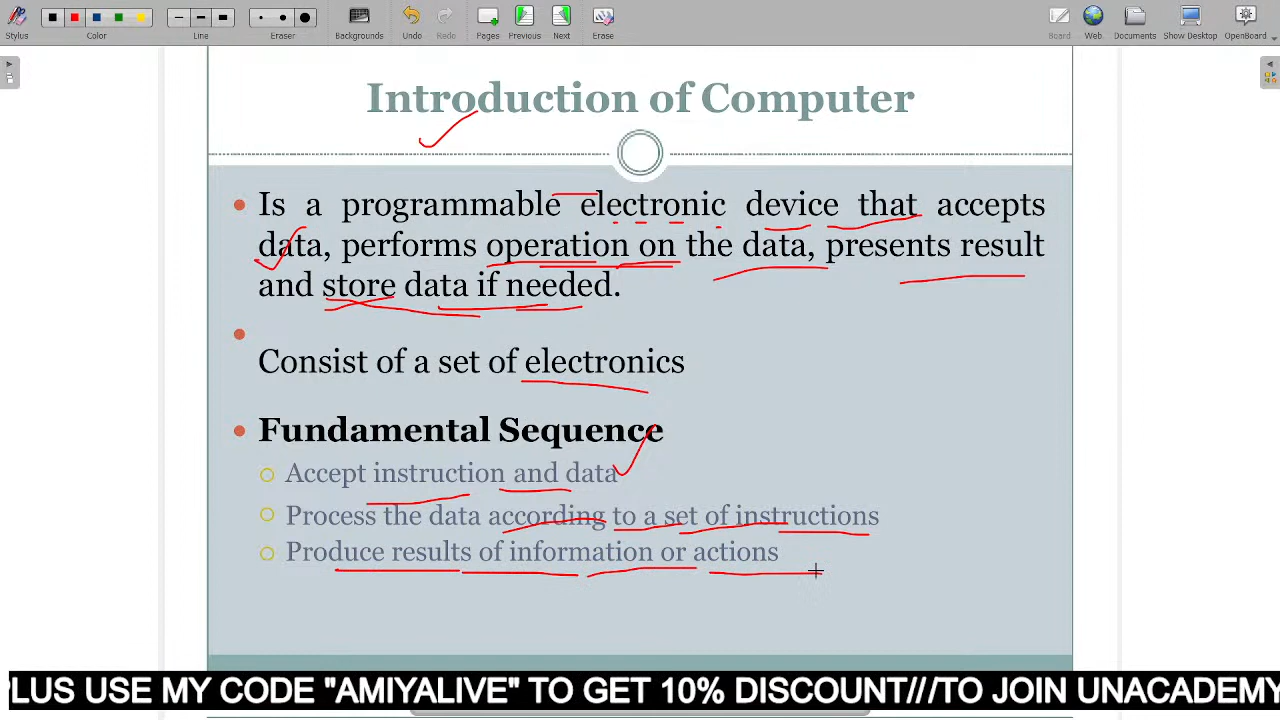 Stylus Color Line Eraser Backgrounds Undo Redo Pages Previous Next Erase Board Web Documents Show Desktop OpenBoard
Introduction of Computer
Is a programmable electronic device that accepts
data, performs operation on the data, presents result
and store data if needed.
Consist of a set of electronics
Fundamental Sequence
Accept instruction and data
Process the data according to a set of instructions
Produce results of information or actions
PLUS USE MY CODE "AMIYALIVE" TO GET 10% DISCOUNT///TO JOIN UNACADEMY